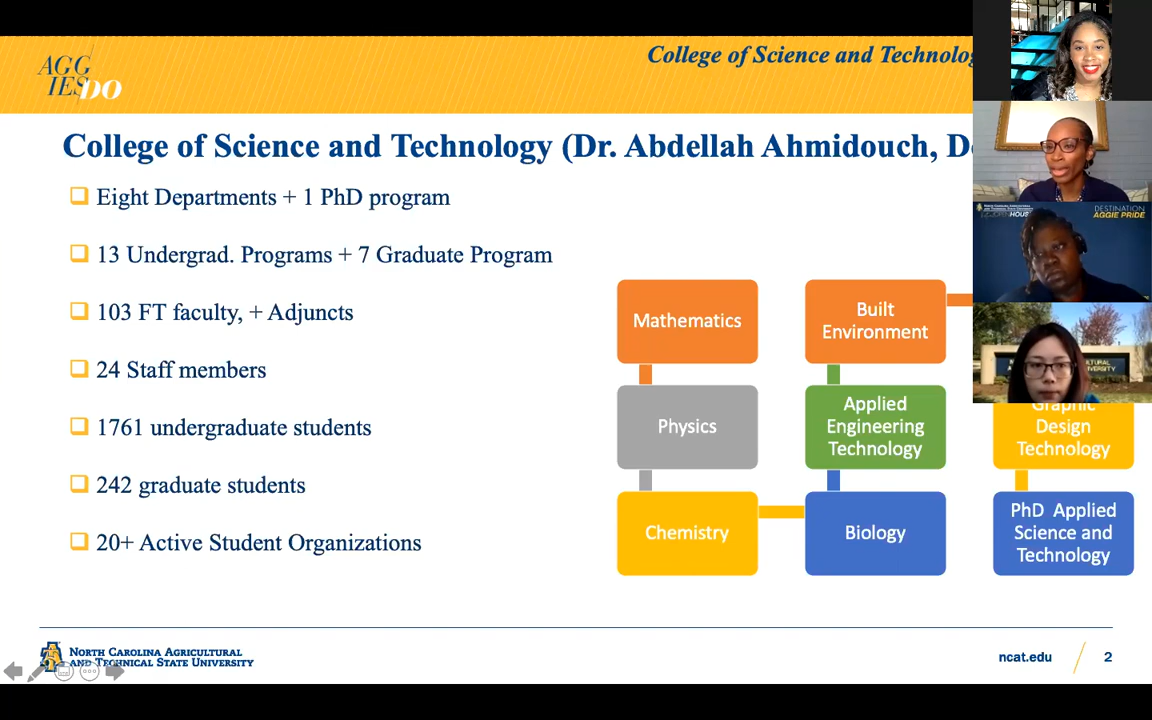 AGG
IESDO
College of Science and Technolog
College of Science and Technology (Dr. Abdellah Ahmidouch, De
Eight Departments + 1 PhD program
13 Undergrad. Programs + 7 Graduate Program
103 FT faculty, + Adjuncts
24 Staff members
1761 undergraduate students
242 graduate students
20+ Active Student Organizations
Mathematics
Physics
Chemistry
Built
Environment
Applied
Engineering
Technology
Biology
Graphic
Design
Technology
PhD Applied
Science and
Technology
DESTINATION
AGGIE PRIDE
NORTH CAROLINA AGRICULTURAL
AND TECHNICAL STATE UNIVERSITY
ncat.edu
2